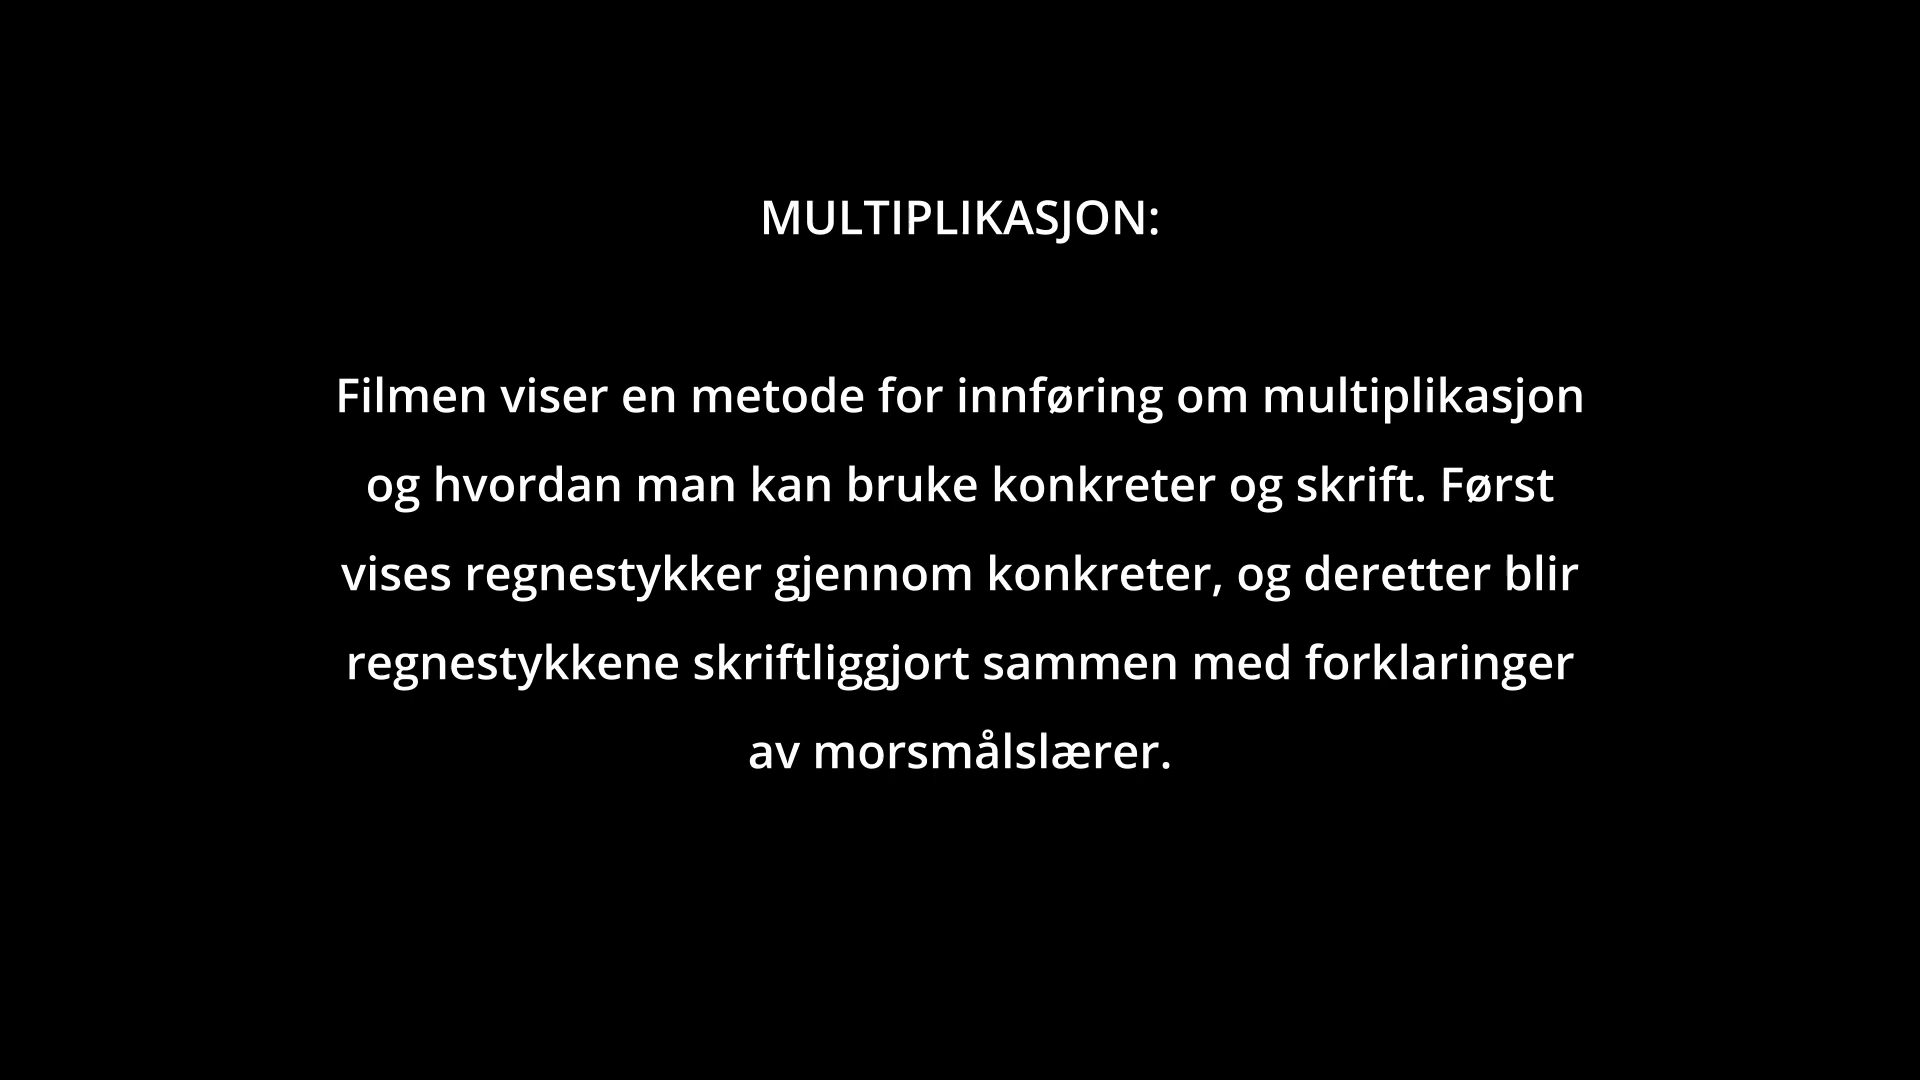 MULTIPLIKASJON:
Filmen viser en metode for innføring om multiplikasjon
og hvordan man kan bruke konkreter og skrift. Først
vises regnestykker gjennom konkreter, og deretter blir
regnestykkene skriftliggjort sammen med forklaringer
av morsmålslærer.